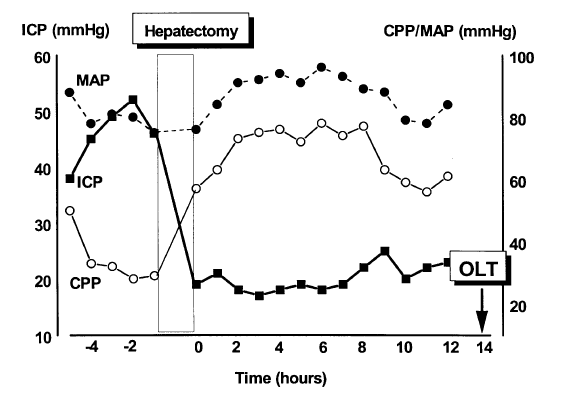 ICP (mmHg)
Hepatectomy
CPP/MAP (mmHg)
60
100
MAP
50
80
40
ICP
60
30
40
CPP
20
OLT
20
10
-4 -2 0 2 4 6 8 10 12 14
Time (hours)